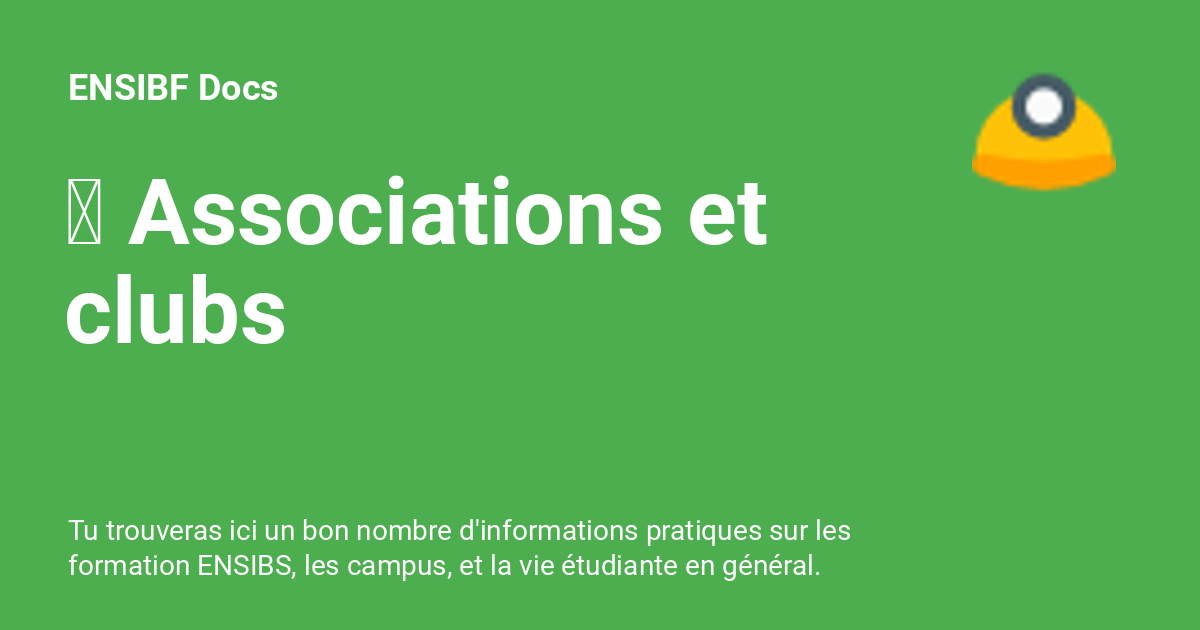 ENSIBF Docs
Associations et
clubs
Tu trouveras ici un bon nombre d'informations pratiques sur les
formation ENSIBS, les campus, et la vie étudiante en général.